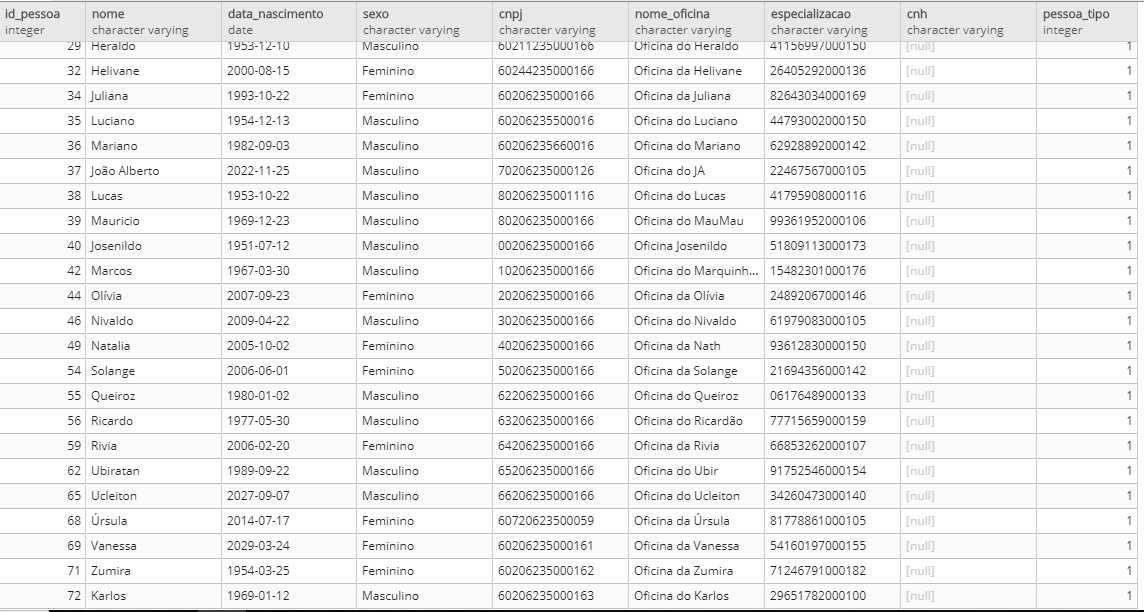 id_pessoa nome data_nascimento sexo cnpj nome_oficina especializacao cnh pessoa_tipo
integer character varying date character varying character varying character varying character varying character varying integer
29 Heraldo 1953-12-10 Masculino 60211235000166 Oficina do Heraldo 41156997000150 [null] 1
32 Helivane 2000-08-15 Feminino 60244235000166 Oficina da Helivane 26405292000136 [null] 1
34 Juliana 1993-10-22 Feminino 60206235000166 Oficina da Juliana 82643034000169 [null] 1
35 Luciano 1954-12-13 Masculino 60206235500016 Oficina do Luciano 44793002000150 [null] 1
36 Mariano 1982-09-03 Masculino 60206235660016 Oficina do Mariano 62928892000142 [null] 1
37 João Alberto 2022-11-25 Masculino 70206235000126 Oficina do JA 22467567000105 [null] 1
38 Lucas 1953-10-22 Masculino 80206235001116 Oficina do Lucas 41795908000116 [null] 1
39 Mauricio 1969-12-23 Masculino 80206235000166 Oficina do MauMau 99361952000106 [null] 1
40 Josenildo 1951-07-12 Masculino 00206235000166 Oficina Josenildo 51809113000173 [null] 1
42 Marcos 1967-03-30 Masculino 10206235000166 Oficina do Marquinh... 15482301000176 [null] 1
44 Olívia 2007-09-23 Feminino 20206235000166 Oficina da Olívia 24892067000146 [null] 1
46 Nivaldo 2009-04-22 Masculino 30206235000166 Oficina do Nivaldo 61979083000105 [null] 1
49 Natalia 2005-10-02 Feminino 40206235000166 Oficina da Nath 93612830000150 [null] 1
54 Solange 2006-06-01 Feminino 50206235000166 Oficina da Solange 21694356000142 [null] 1
55 Queiroz 1980-01-02 Masculino 62206235000166 Oficina do Queiroz 06176489000133 [null] 1
56 Ricardo 1977-05-30 Masculino 63206235000166 Oficina do Ricardão 77715659000159 [null] 1
59 Rivia 2006-02-20 Feminino 64206235000166 Oficina da Rivia 66853262000107 [null] 1
62 Ubiratan 1989-09-22 Masculino 65206235000166 Oficina do Ubir 91752546000154 [null] 1
65 Ucleiton 2027-09-07 Masculino 66206235000166 Oficina do Ucleiton 34260473000140 [null] 1
68 Úrsula 2014-07-17 Feminino 60720623500059 Oficina da Úrsula 81778861000105 [null] 1
69 Vanessa 2029-03-24 Feminino 60206235000161 Oficina da Vanessa 54160197000155 [null] 1
71 Zumira 1954-03-25 Feminino 60206235000162 Oficina da Zumira 71246791000182 [null] 1
72 Karlos 1969-01-12 Masculino 60206235000163 Oficina do Karlos 29651782000100 [null] 1